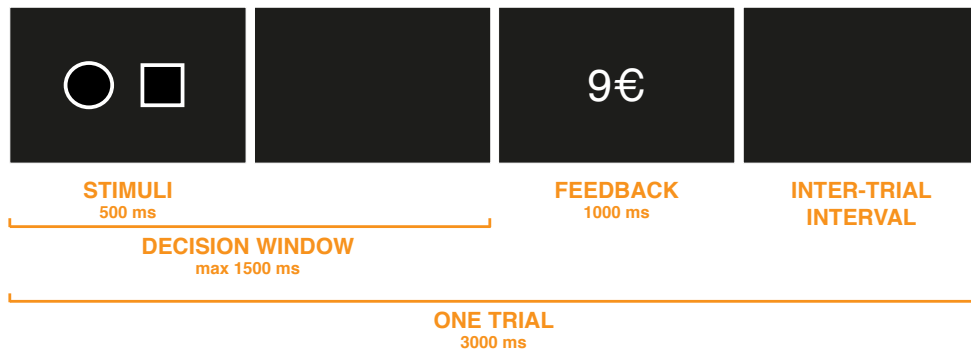 9€
STIMULI
500 ms
FEEDBACK
1000 ms
INTER-TRIAL
INTERVAL
DECISION WINDOW
max 1500 ms
ONE TRIAL
3000 ms